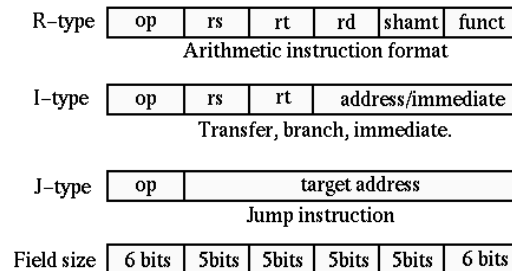 R-type op rs rt rd shamt funct
Arithmetic instruction format
I-type op rs rt address/immediate
Transfer, branch, immediate.
J-type op target address
Jump instruction
Field size 6 bits 5bits 5bits 5bits 5bits 6 bits